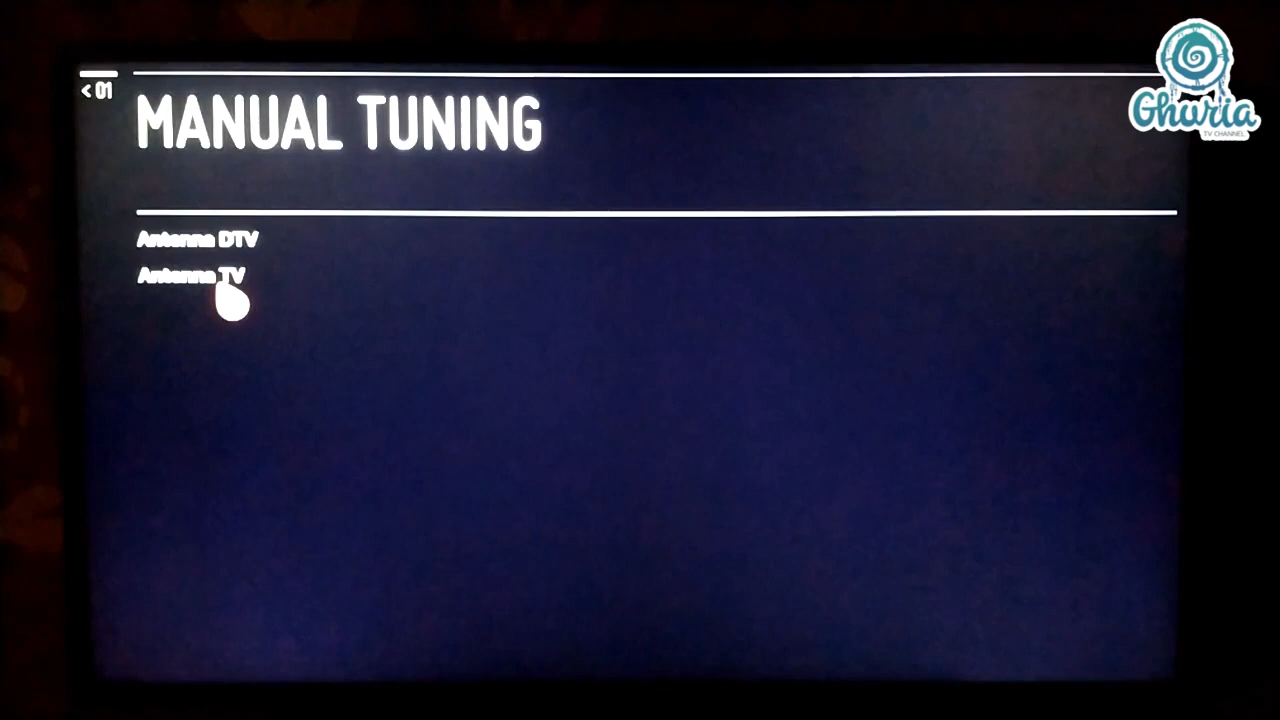 < 01
MANUAL TUNING
Antenna DTV
Antenna TV
Ghuria
TV CHANNEL